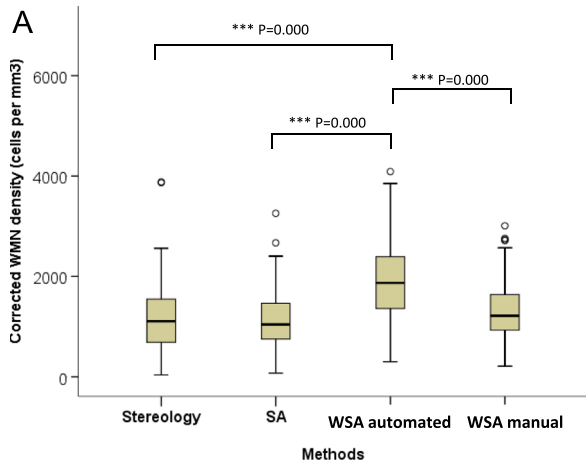 A
*** P=0.000
*** P=0.000
*** P=0.000
Corrected WMN density (cells per mm3)
6000
4000
2000
0
Stereology SA WSA automated WSA manual
Methods